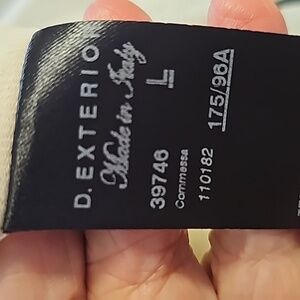 D.EXTERIOR
Made in Italy
L
39746
175/96A
Commessa
110182